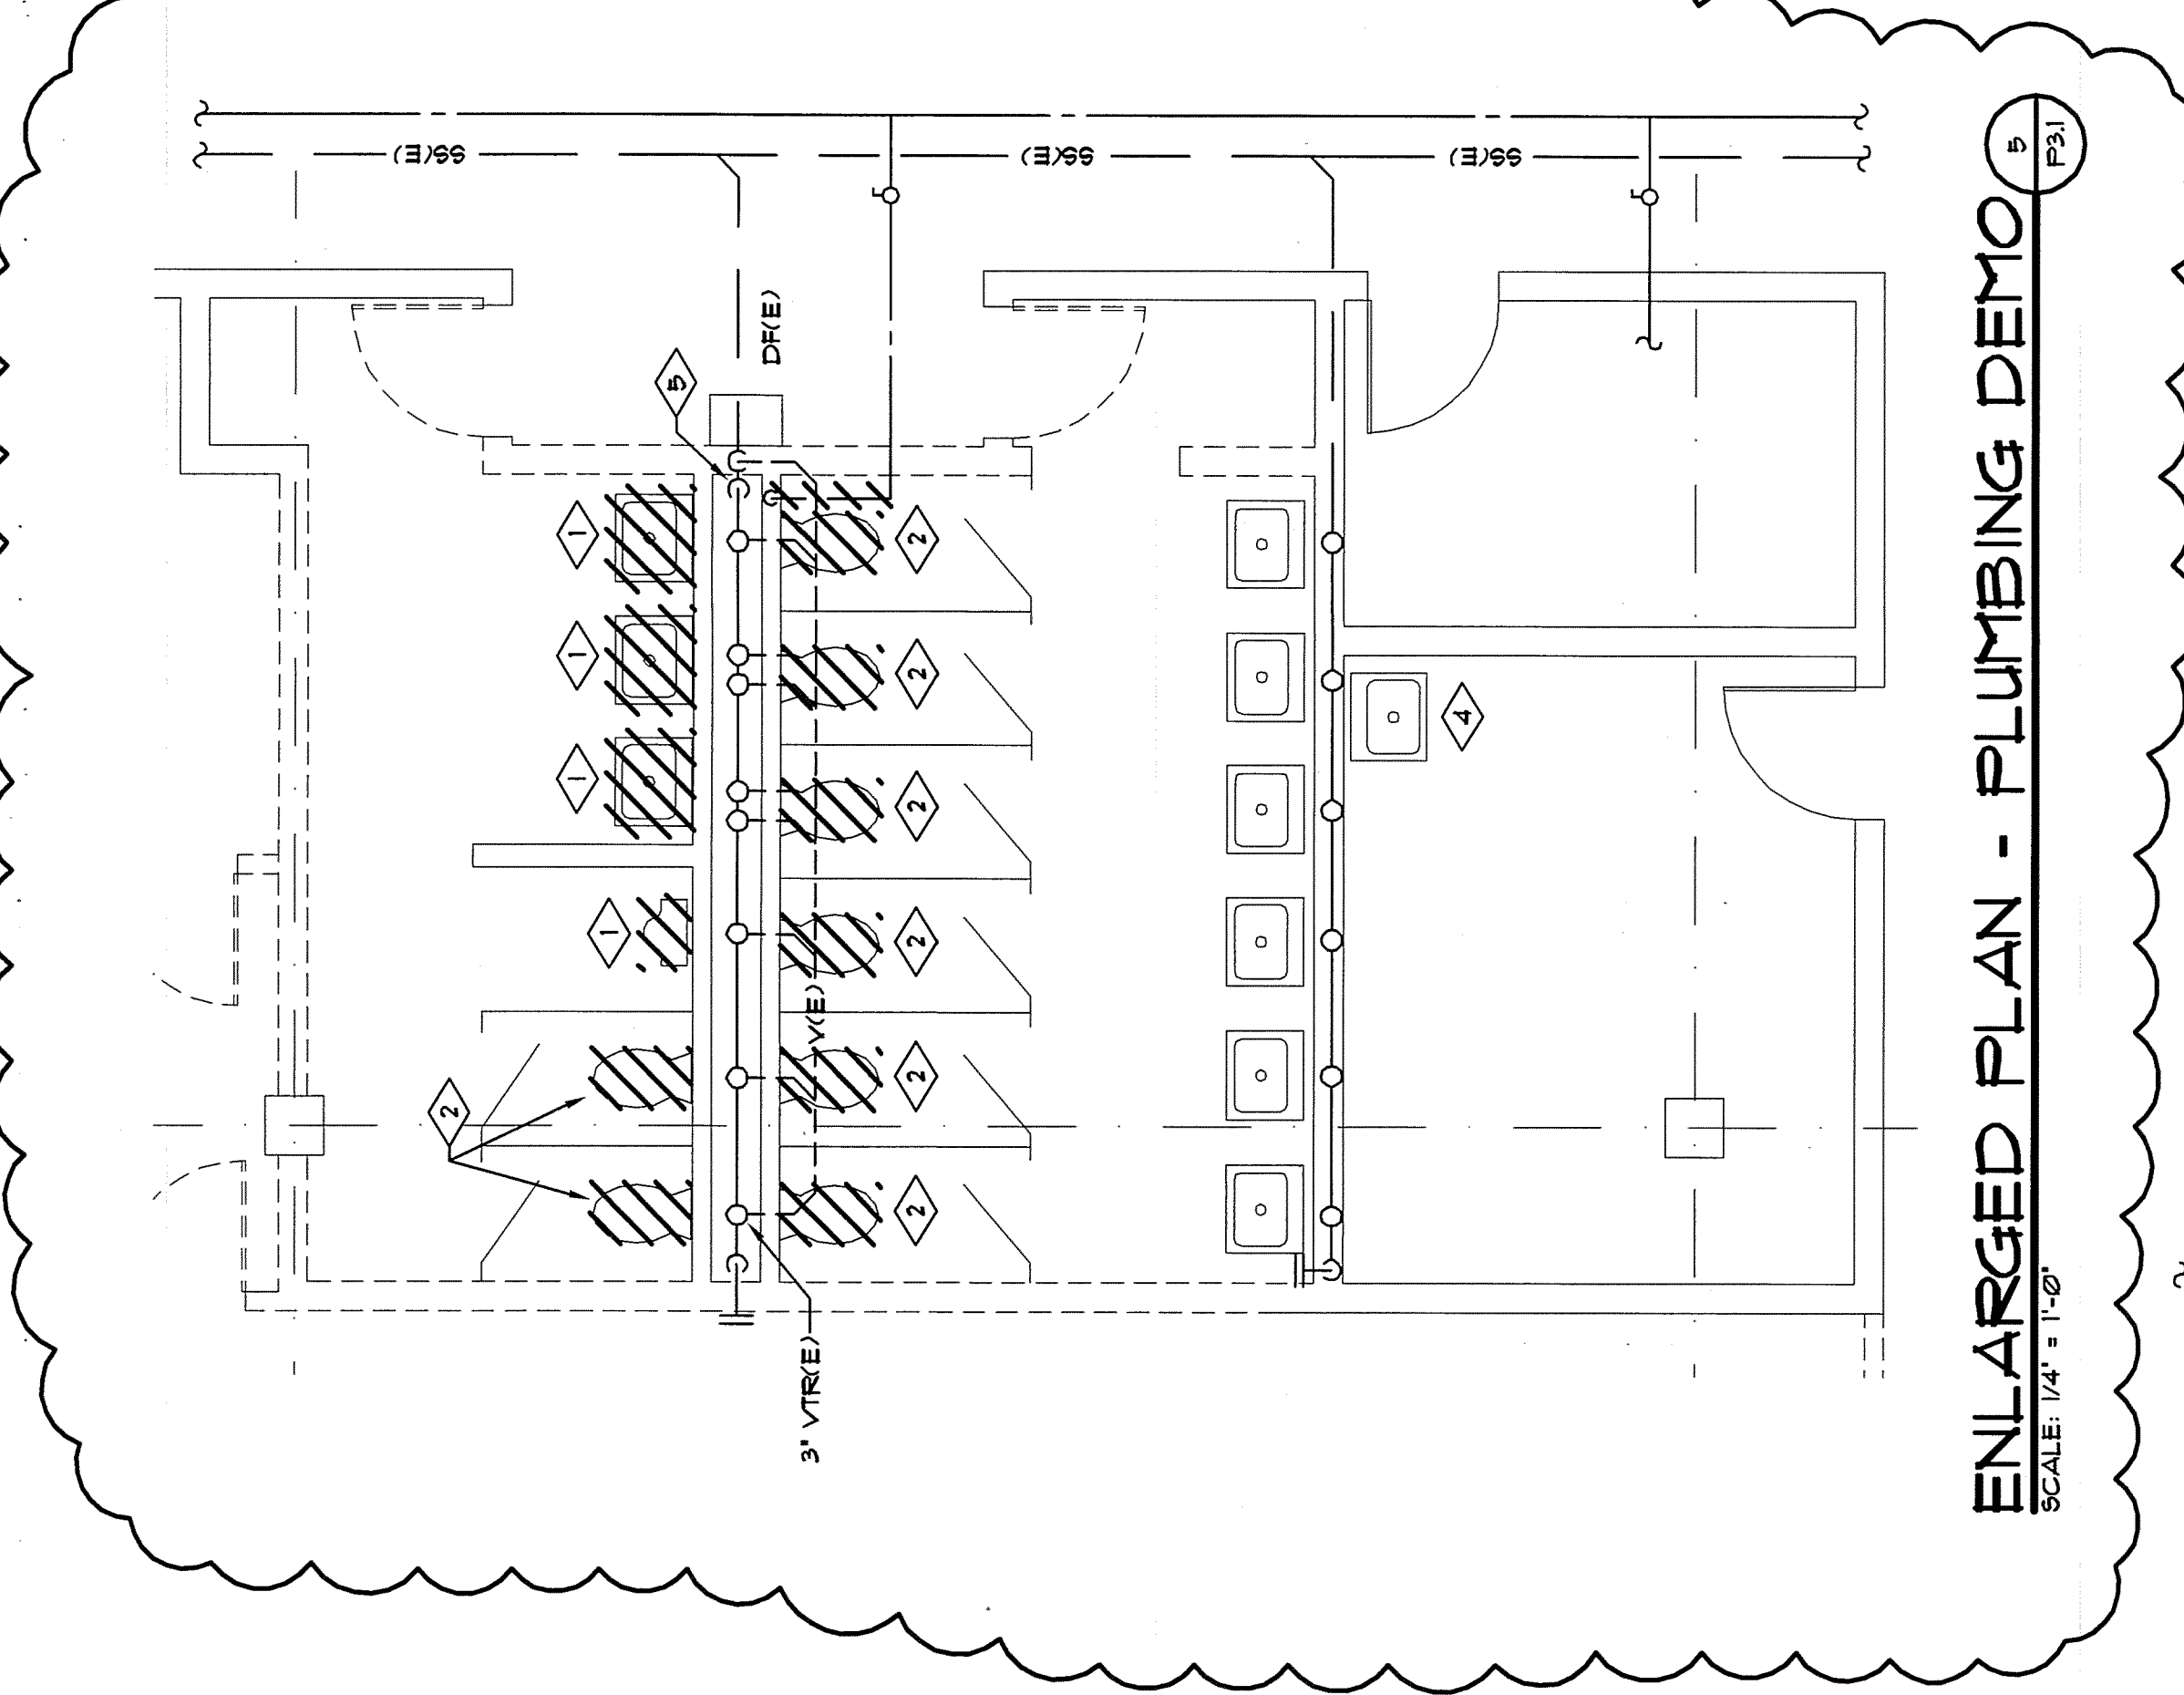 SS(E)
SS(E)
SS(E)
DF(E)
5
1
1
1
1
2
2
2
2
2
2
2
4
V(E)
3" VTR(E)
ENLARGED PLAN - PLUMBING DEMO
SCALE: 1/4" = 1'-0"
5
P3.1